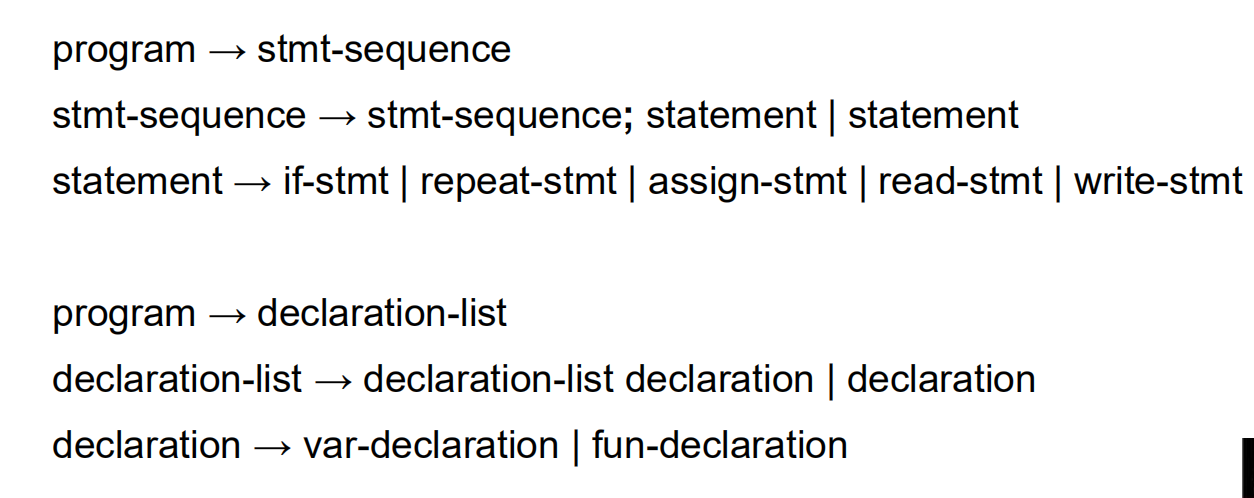 program → stmt-sequence
stmt-sequence → stmt-sequence; statement | statement
statement → if-stmt | repeat-stmt | assign-stmt | read-stmt | write-stmt
program → declaration-list
declaration-list → declaration-list declaration | declaration
declaration → var-declaration | fun-declaration